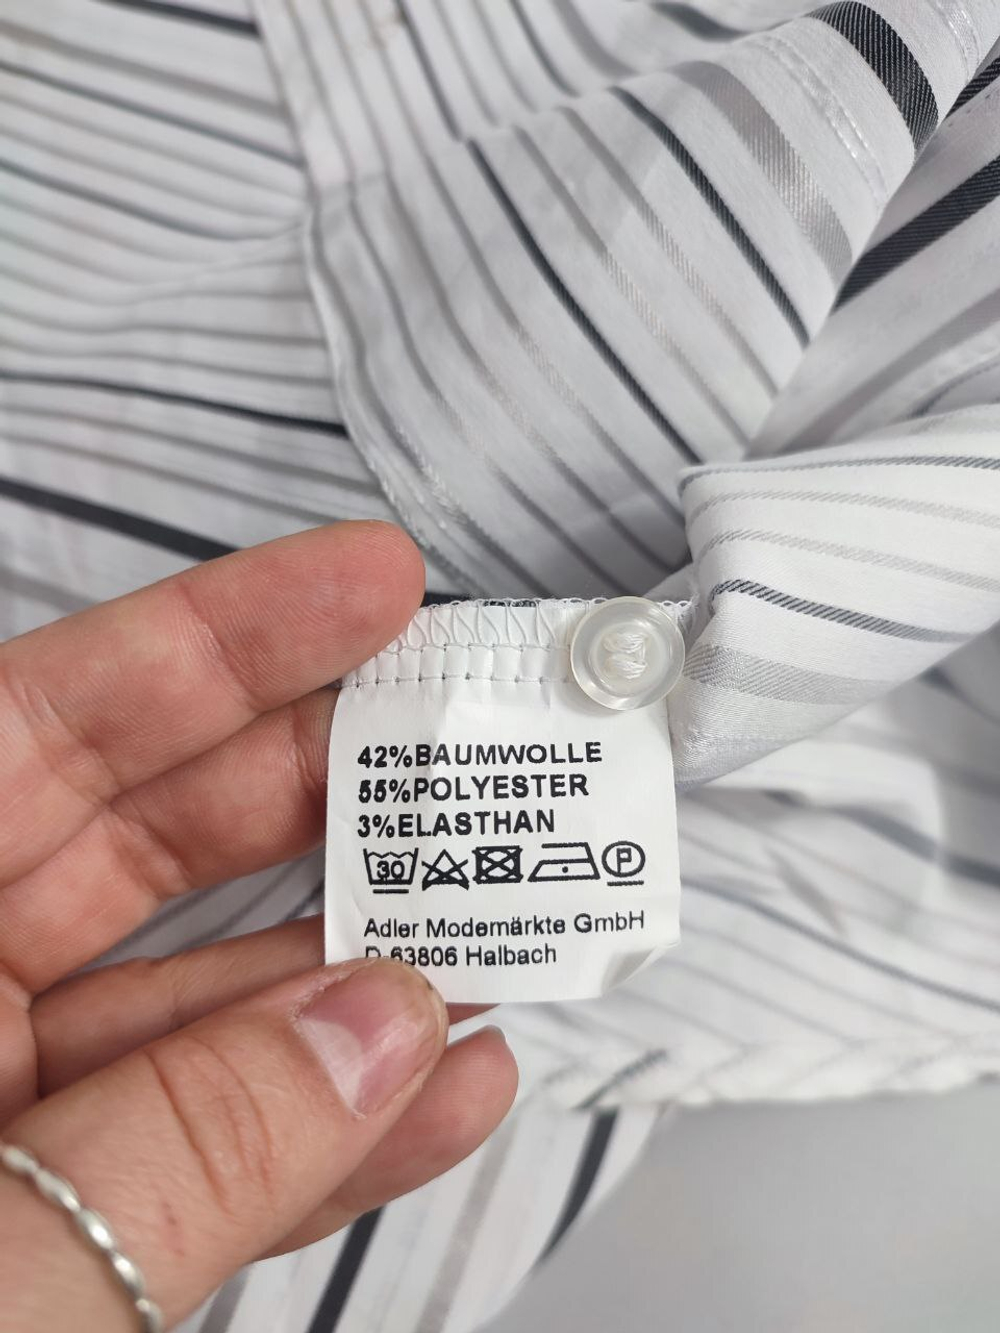 42%BAUMWOLLE
55%POLYESTER
3%ELASTHAN
30 P
Adler Modemärkte GmbH
D-63806 Halbach